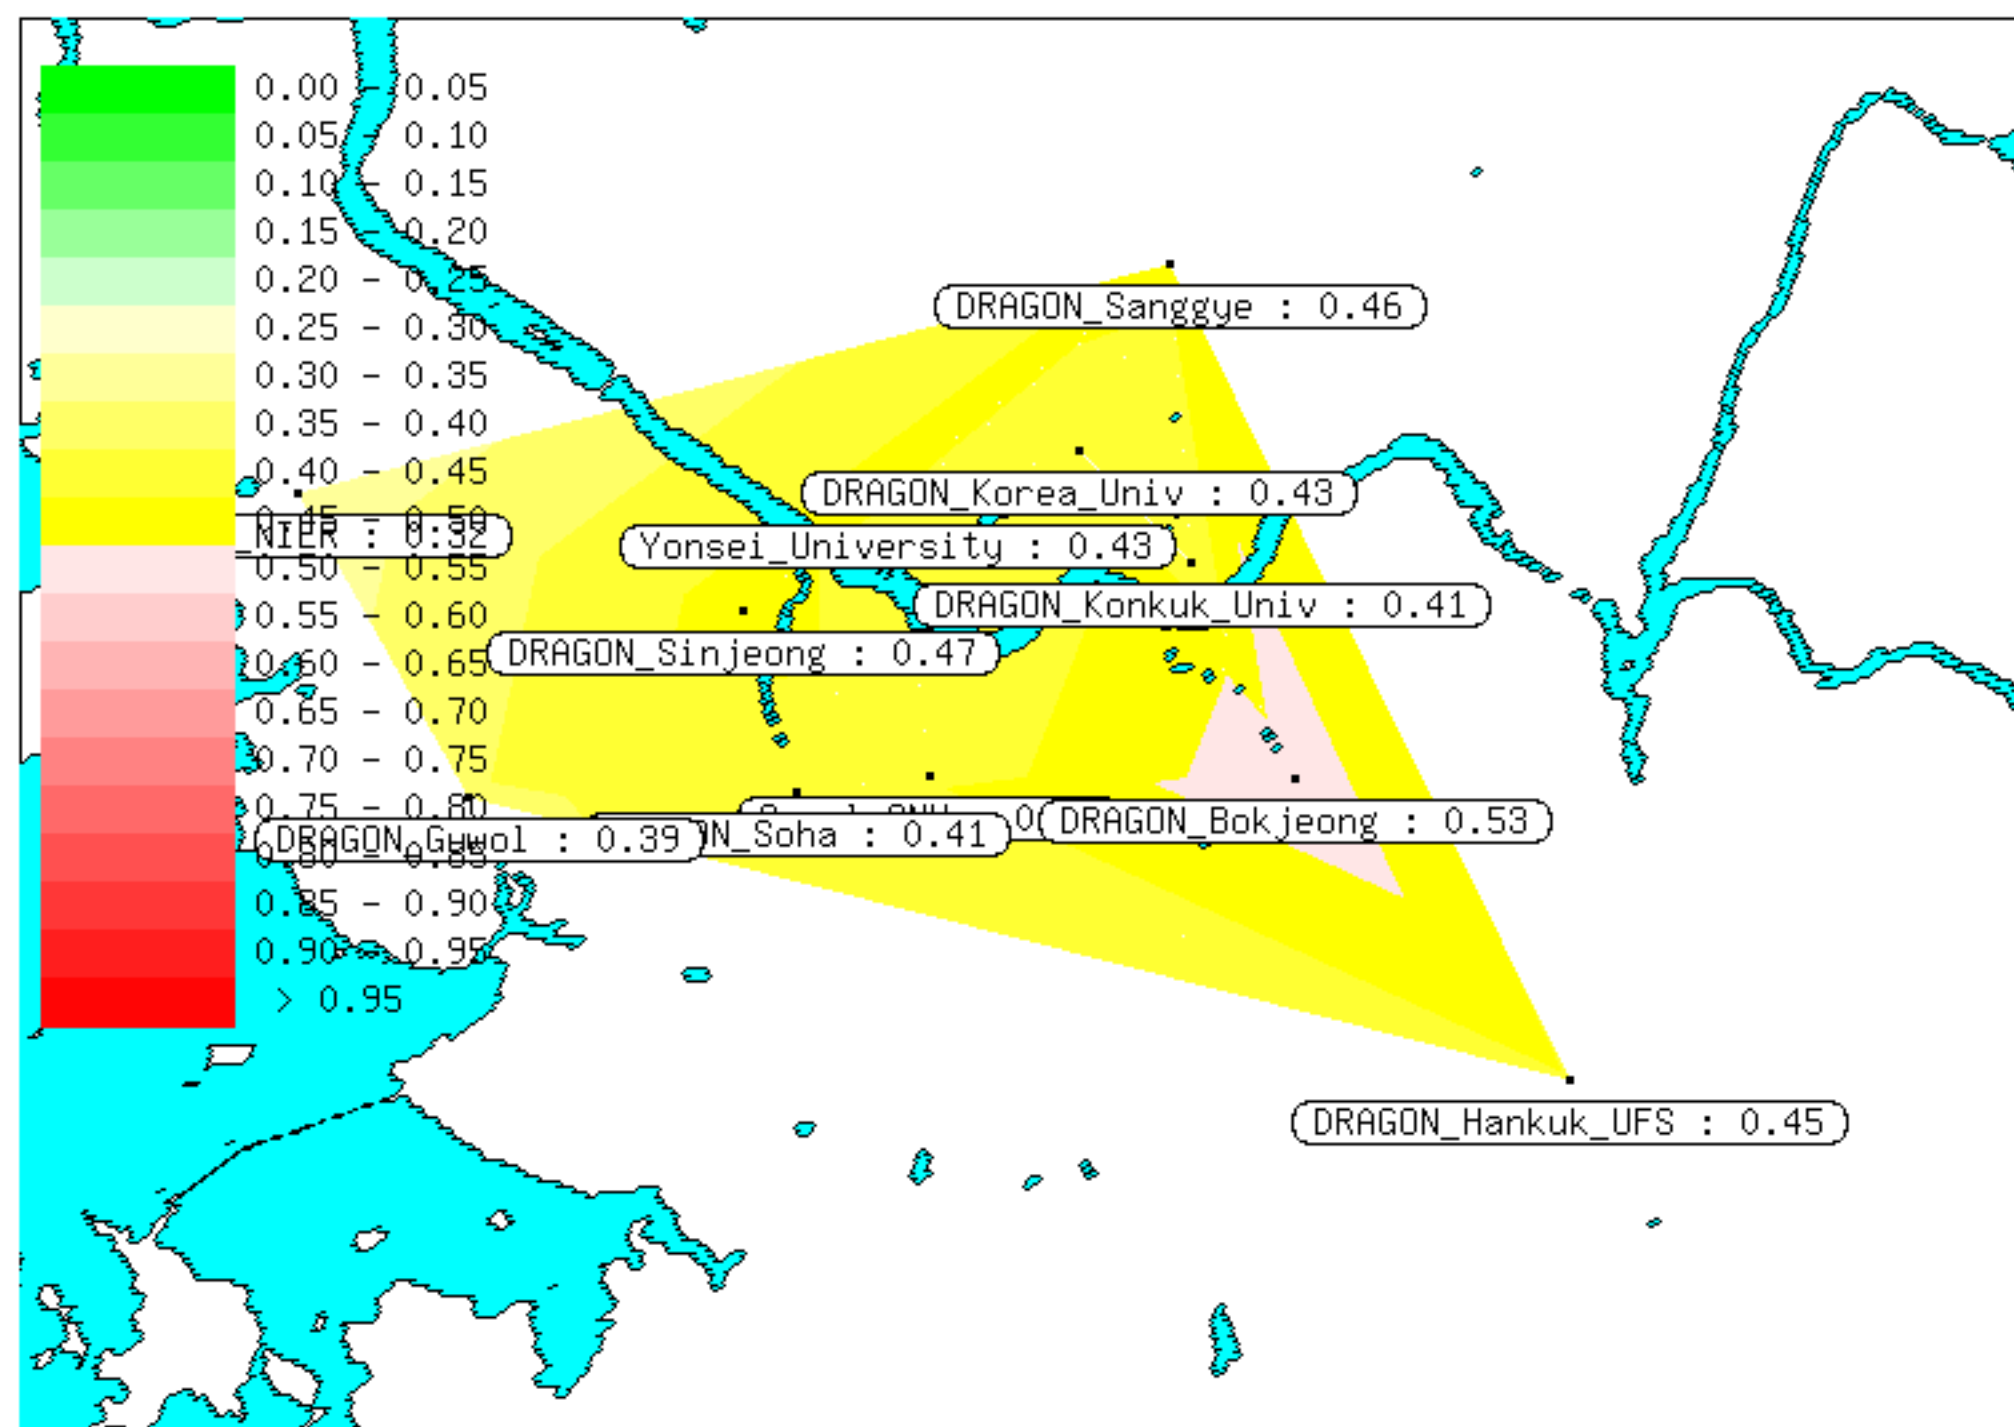 0.00 - 0.05
0.05 - 0.10
0.10 - 0.15
0.15 - 0.20
0.20 - 0.25
0.25 - 0.30
0.30 - 0.35
0.35 - 0.40
0.40 - 0.45
0.45 - 0.50
0.50 - 0.55
0.55 - 0.60
0.60 - 0.65
0.65 - 0.70
0.70 - 0.75
0.75 - 0.80
0.80 - 0.85
0.85 - 0.90
0.90 - 0.95
> 0.95
DRAGON_Sanggye : 0.46
DRAGON_Korea_Univ : 0.43
_NIER : 0.32
Yonsei_University : 0.43
DRAGON_Konkuk_Univ : 0.41
DRAGON_Sinjeong : 0.47
DRAGON_Bokjeong : 0.53
DRAGON_Guwol : 0.39
N_Soha : 0.41
DRAGON_Hankuk_UFS : 0.45